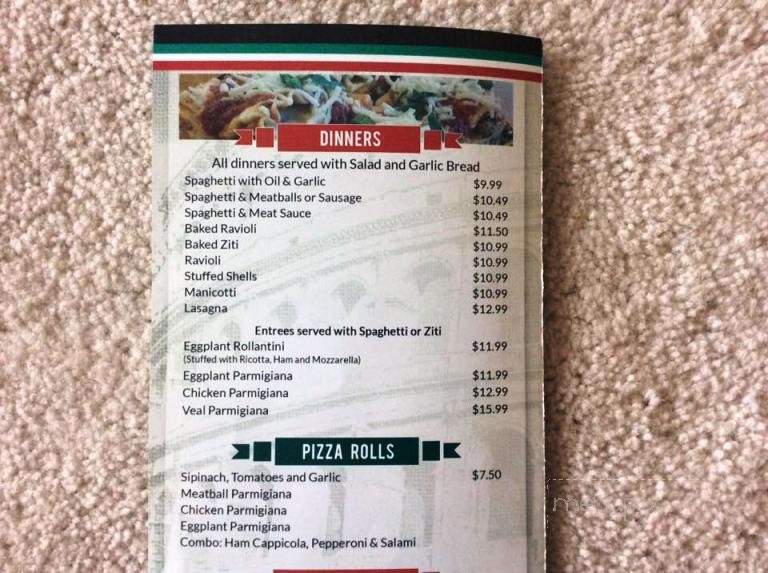 DINNERS
All dinners served with Salad and Garlic Bread
Spaghetti with Oil & Garlic $9.99
Spaghetti & Meatballs or Sausage $10.49
Spaghetti & Meat Sauce $10.49
Baked Ravioli $11.50
Baked Ziti $10.99
Ravioli $10.99
Stuffed Shells $10.99
Manicotti $10.99
Lasagna $12.99
Entrees served with Spaghetti or Ziti
Eggplant Rollantini $11.99
(Stuffed with Ricotta, Ham and Mozzarella)
Eggplant Parmigiana $11.99
Chicken Parmigiana $12.99
Veal Parmigiana $15.99
PIZZA ROLLS
Sipinach, Tomatoes and Garlic $7.50
Meatball Parmigiana
Chicken Parmigiana
Eggplant Parmigiana
Combo: Ham Cappicola, Pepperoni & Salami